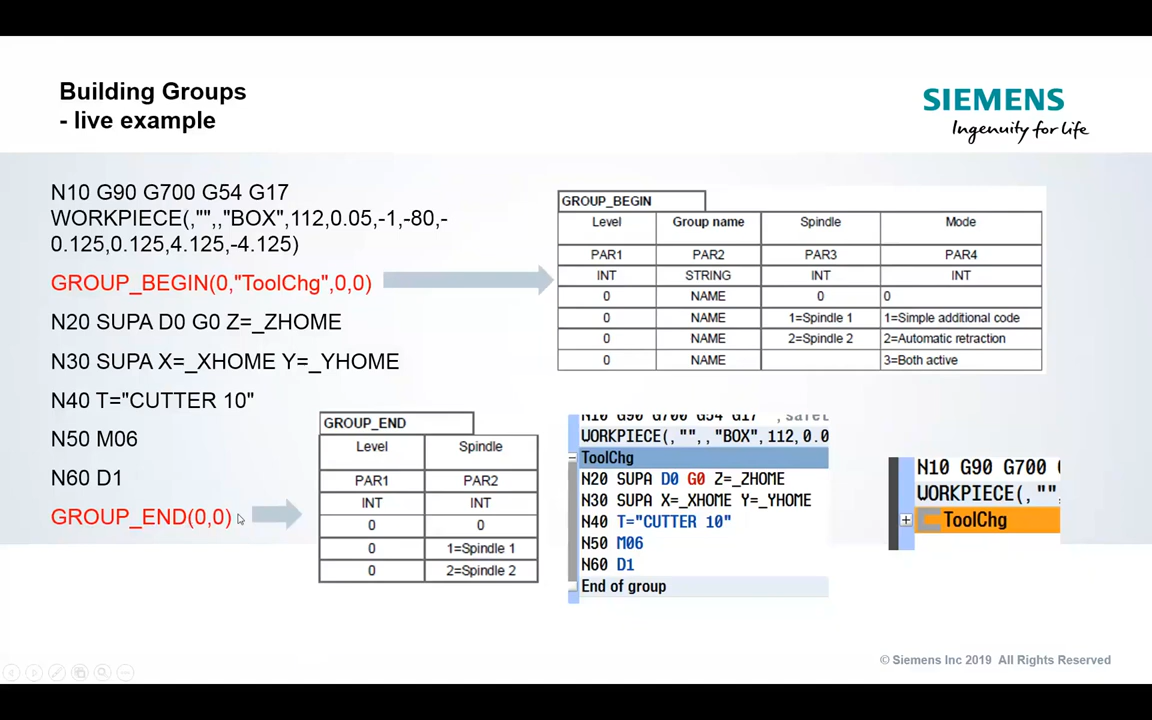 Building Groups
- live example
SIEMENS
Ingenuity for life
N10 G90 G700 G54 G17
WORKPIECE(,"",,"BOX",112,0.05,-1,-80,-
0.125,0.125,4.125,-4.125)
GROUP_BEGIN(0,"ToolChg",0,0)
N20 SUPA D0 G0 Z=_ZHOME
N30 SUPA X=_XHOME Y=_YHOME
N40 T="CUTTER 10"
N50 M06
N60 D1
GROUP_END(0,0)
GROUP_BEGIN
Level Group name Spindle Mode
PAR1 PAR2 PAR3 PAR4
INT STRING INT INT
0 NAME 0 0
0 NAME 1=Spindle 1 1=Simple additional code
0 NAME 2=Spindle 2 2=Automatic retraction
0 NAME 3=Both active
GROUP_END
Level Spindle
PAR1 PAR2
INT INT
0 0
0 1=Spindle 1
0 2=Spindle 2
N10 G90 G700 G54 G17 ;safet
WORKPIECE(,"",,"BOX",112,0.0
ToolChg
N20 SUPA D0 G0 Z=_ZHOME
N30 SUPA X=_XHOME Y=_YHOME
N40 T="CUTTER 10"
N50 M06
N60 D1
End of group
N10 G90 G700
WORKPIECE(,""
ToolChg
© Siemens Inc 2019 All Rights Reserved